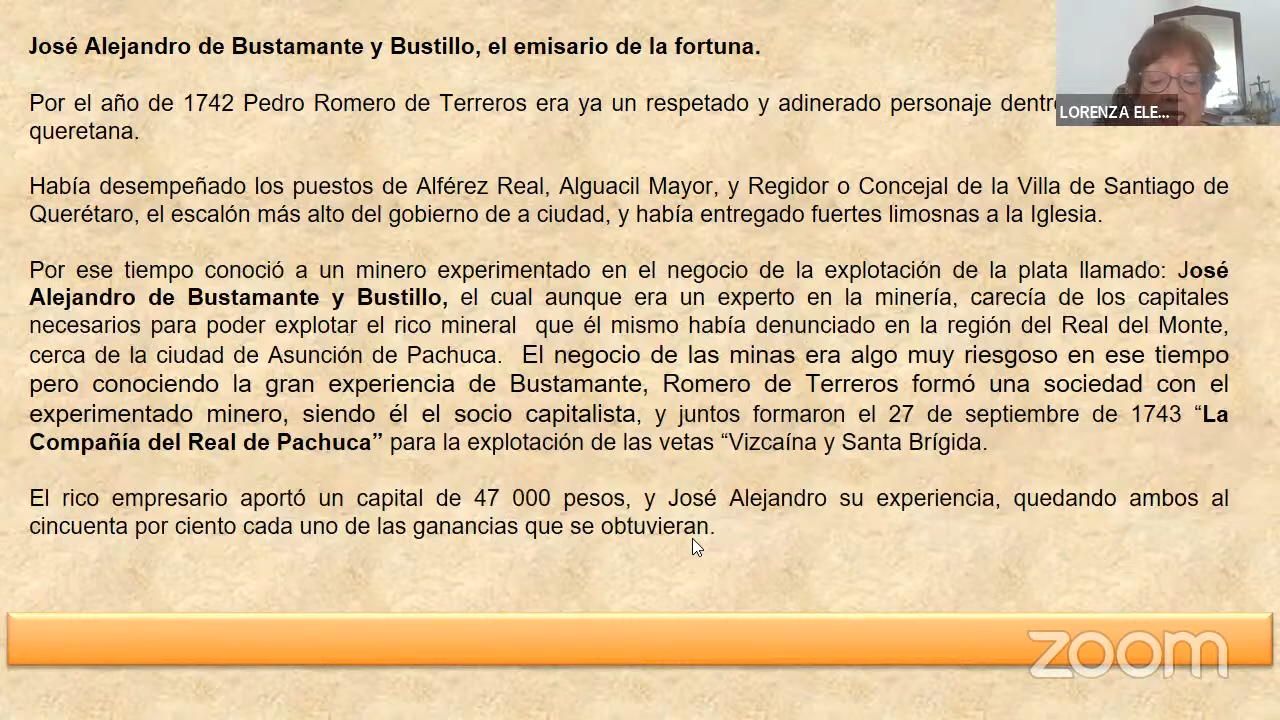 José Alejandro de Bustamante y Bustillo, el emisario de la fortuna.
Por el año de 1742 Pedro Romero de Terreros era ya un respetado y adinerado personaje
queretana.
Había desempeñado los puestos de Alférez Real, Alguacil Mayor, y Regidor o Concejal de la Villa de Santiago de
Querétaro, el escalón más alto del gobierno de a ciudad, y había entregado fuertes limosnas a la Iglesia.
Por ese tiempo conoció a un minero experimentado en el negocio de la explotación de la plata llamado: José
Alejandro de Bustamante y Bustillo, el cual aunque era un experto en la minería, carecía de los capitales
necesarios para poder explotar el rico mineral que él mismo había denunciado en la región del Real del Monte,
cerca de la ciudad de Asunción de Pachuca. El negocio de las minas era algo muy riesgoso en ese tiempo
pero conociendo la gran experiencia de Bustamante, Romero de Terreros formó una sociedad con el
experimentado minero, siendo él el socio capitalista, y juntos formaron el 27 de septiembre de 1743 “La
Compañía del Real de Pachuca” para la explotación de las vetas “Vizcaína y Santa Brígida.
El rico empresario aportó un capital de 47 000 pesos, y José Alejandro su experiencia, quedando ambos al
cincuenta por ciento cada uno de las ganancias que se obtuvieran.
LORENZA ELE...
zoom